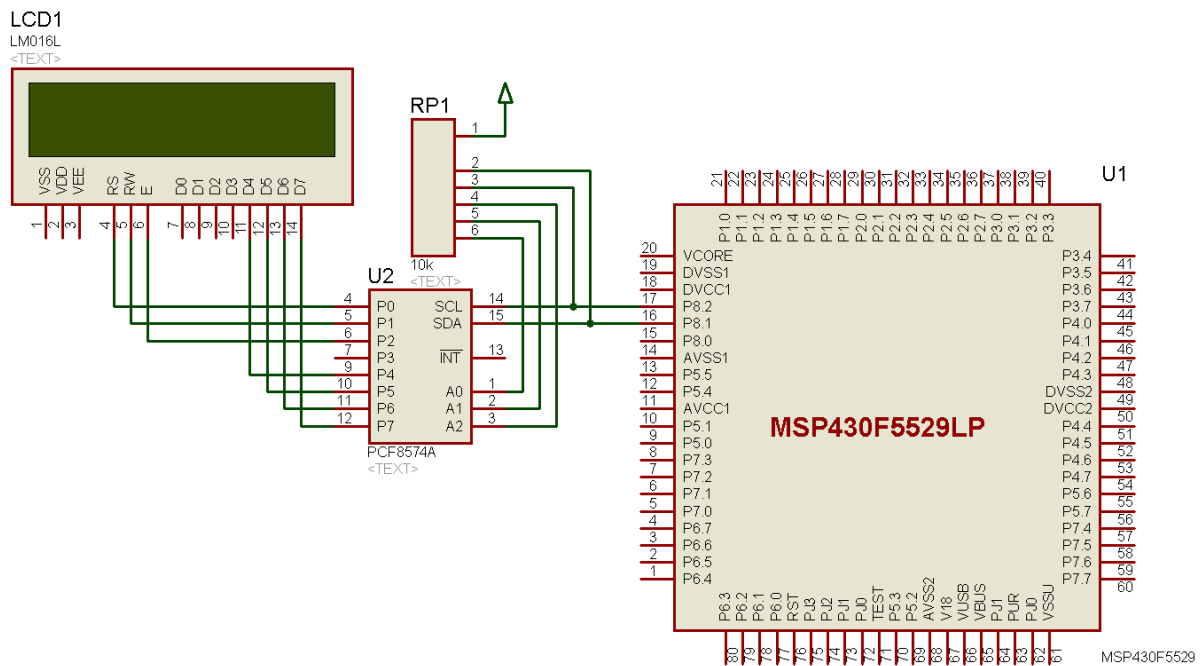 LCD1
LM016L
<TEXT>
VSS VDD VEE RS RW E D0 D1 D2 D3 D4 D5 D6 D7
1 2 3 4 5 6 7 8 9 10 11 12 13 14
RP1
1
2
3
4
5
6
10k
<TEXT>
U2
4 P0 SCL 14
5 P1 SDA 15
6 P2
7 P3 INT 13
9 P4
10 P5 A0 1
11 P6 A1 2
12 P7 A2 3
PCF8574A
<TEXT>
U1
21 22 23 24 25 26 27 28 29 30 31 32 33 34 35 36 37 38 39 40
P1.0 P1.1 P1.2 P1.3 P1.4 P1.5 P1.6 P1.7 P2.0 P2.1 P2.2 P2.3 P2.4 P2.5 P2.6 P2.7 P3.0 P3.1 P3.2 P3.3
20 VCORE P3.4 41
19 DVSS1 P3.5 42
18 DVCC1 P3.6 43
17 P8.2 P3.7 44
16 P8.1 P4.0 45
15 P8.0 P4.1 46
14 AVSS1 P4.2 47
13 P5.5 P4.3 48
12 P5.4 DVSS2 49
11 AVCC1 DVCC2 50
10 P5.1 P4.4 51
9 P5.0 P4.5 52
8 P7.3 P4.6 53
7 P7.2 P4.7 54
6 P7.1 P5.6 55
5 P7.0 P5.7 56
4 P6.7 P7.4 57
3 P6.6 P7.5 58
2 P6.5 P7.6 59
1 P6.4 P7.7 60
MSP430F5529LP
P6.3 P6.2 P6.1 P6.0 RST PJ3 PJ2 PJ1 PJ0 TEST P5.3 P5.2 AVSS2 V18 VUSB VBUS PJ1 PUR PJ0 VSSU
80 79 78 77 76 75 74 73 72 71 70 69 68 67 66 65 64 63 62 61
MSP430F5529